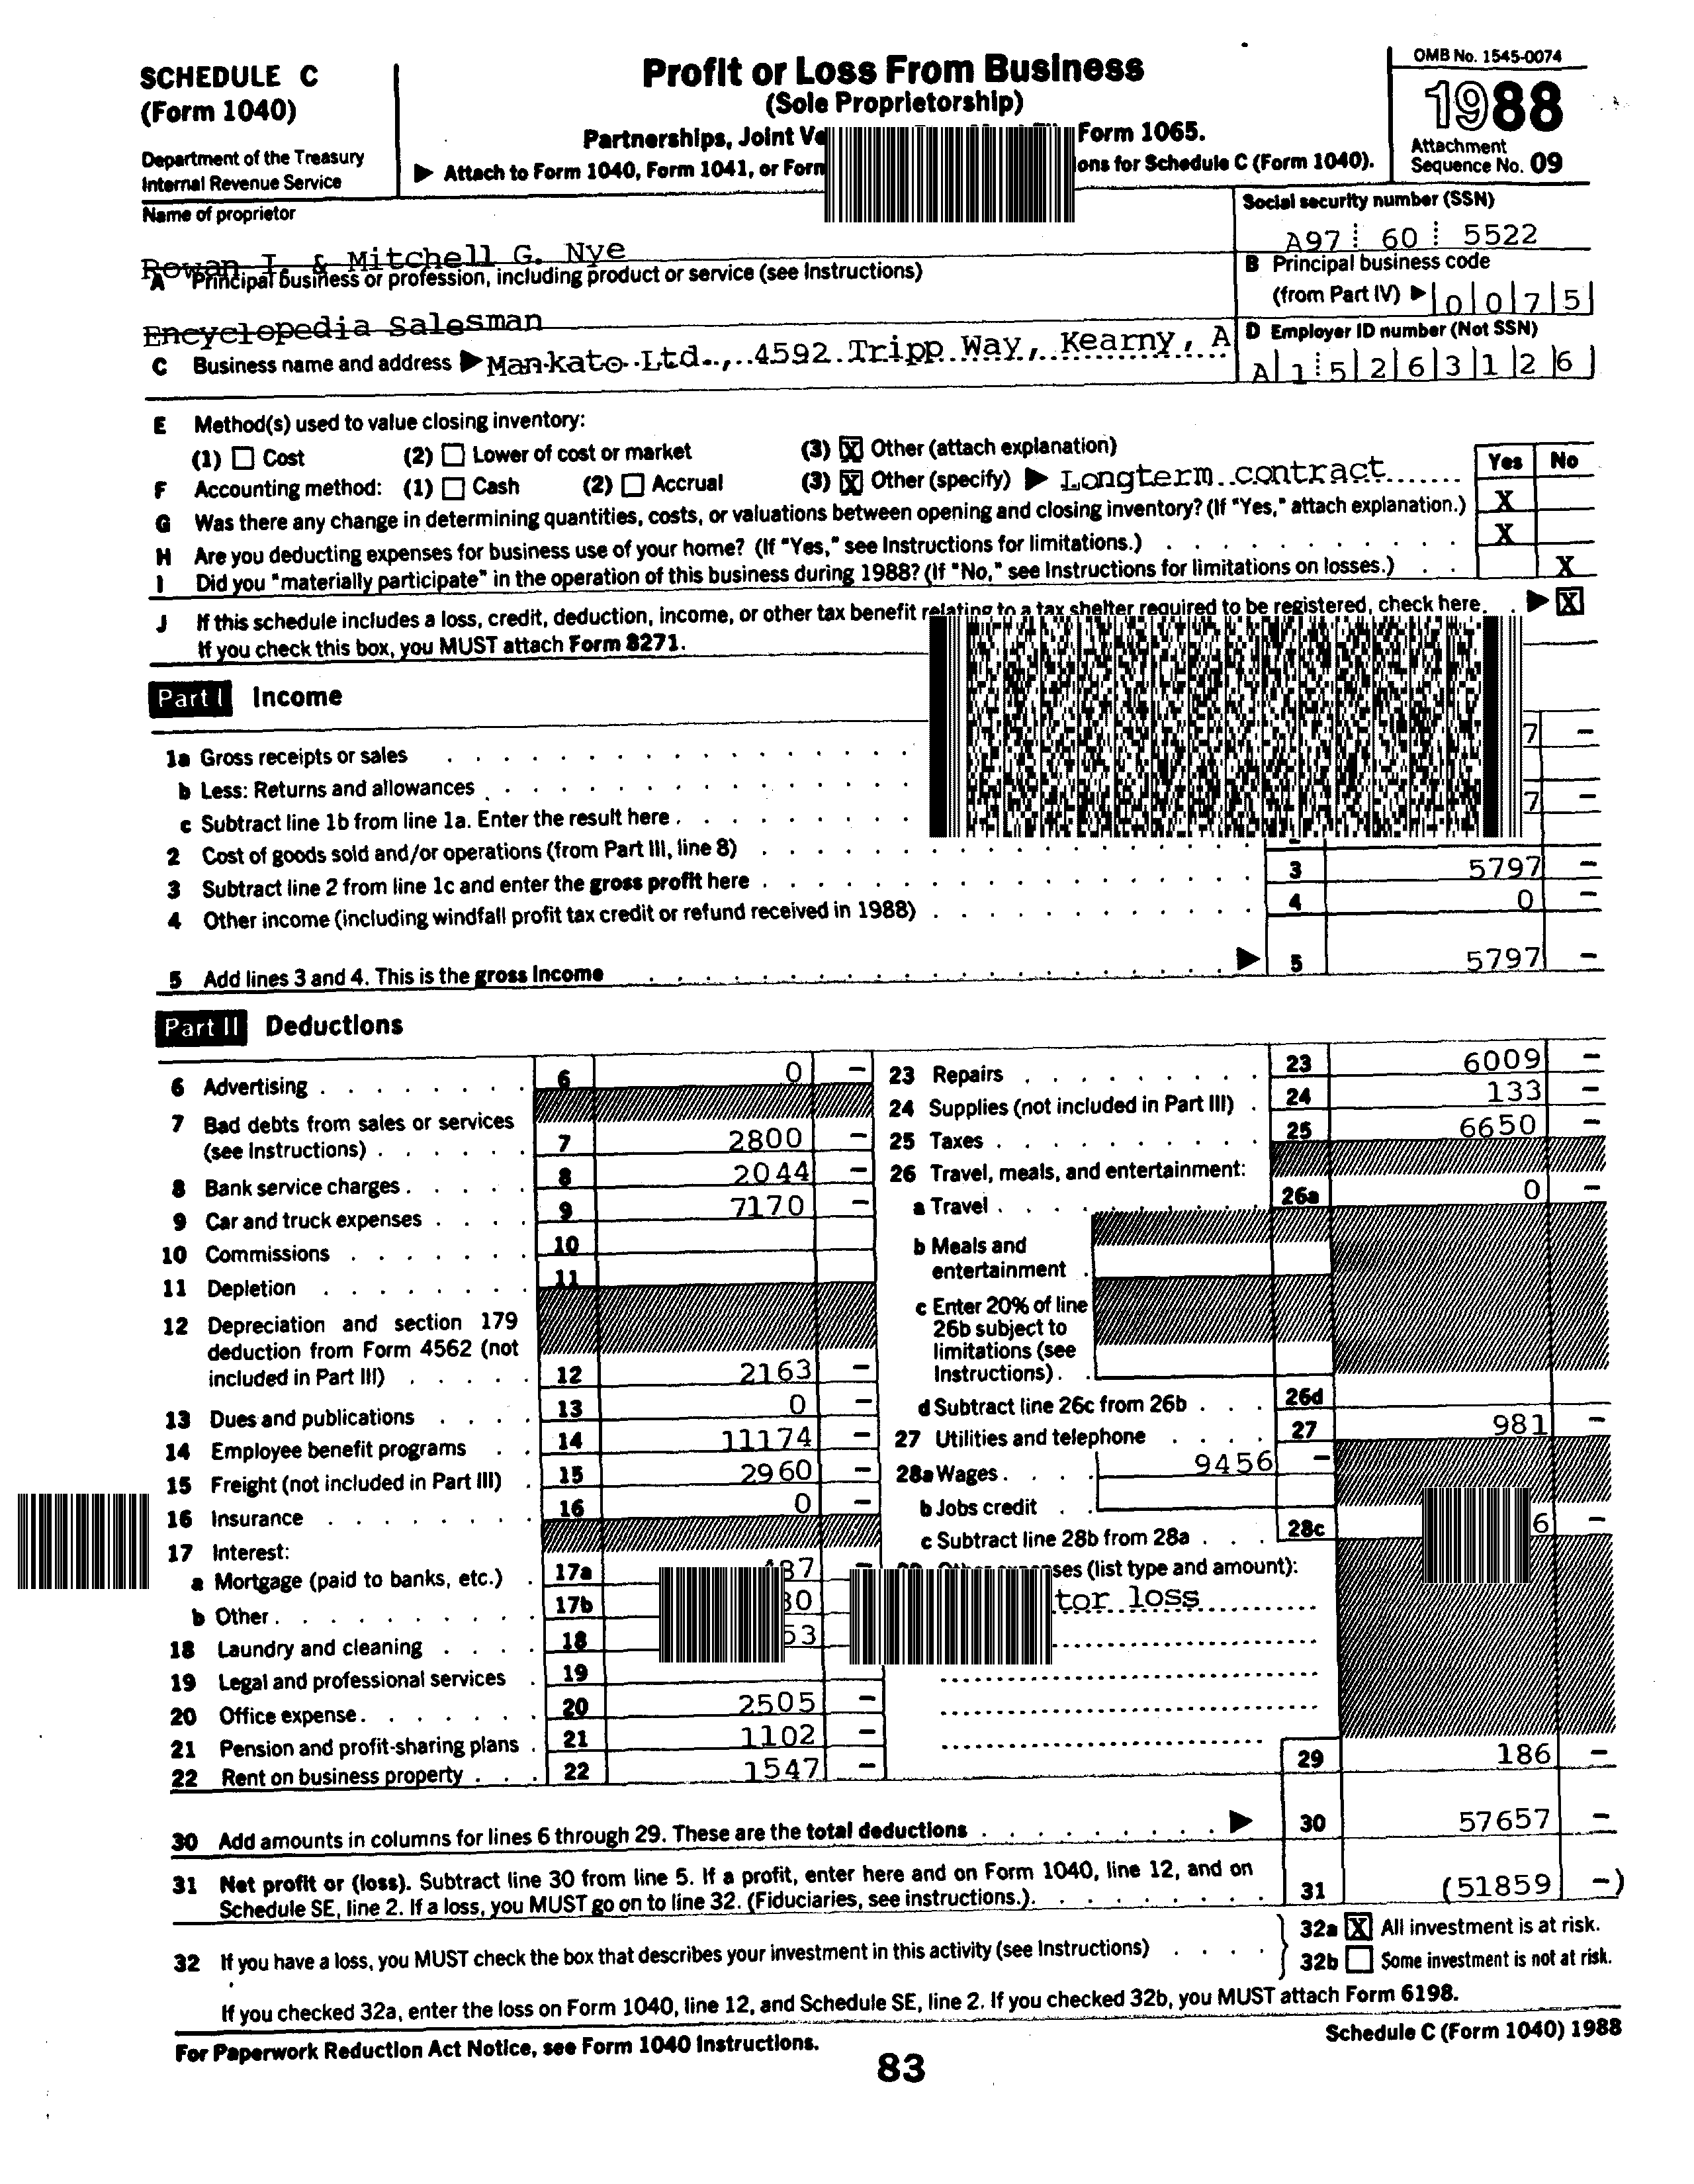 SCHEDULE C
(Form 1040)
Department of the Treasury
Internal Revenue Service
Profit or Loss From Business
(Sole Proprietorship)
Partnerships, Joint Form 1065.
▶ Attach to Form 1040, Form 1041, or ons for Schedule C (Form 1040).
OMB No. 1545-0074
1988
Attachment
Sequence No. 09
Name of proprietor
Rowan I. & Mitchell G. Nye
Social security number (SSN)
A97 60 5522
A Principal business or profession, including product or service (see Instructions)
Encyclopedia Salesman
B Principal business code
(from Part IV) ▶ 0 0 7 5
C Business name and address ▶ Mankato Ltd., 4592 Tripp Way, Kearny, A
D Employer ID number (Not SSN)
A 1 5 2 6 3 1 2 6
E Method(s) used to value closing inventory:
(1) Cost (2) Lower of cost or market (3) X Other (attach explanation)
F Accounting method: (1) Cash (2) Accrual (3) X Other (specify) ▶ Longterm contract
Yes No
G Was there any change in determining quantities, costs, or valuations between opening and closing inventory? (If "Yes," attach explanation.) X
H Are you deducting expenses for business use of your home? (If "Yes," see Instructions for limitations.) X
I Did you "materially participate" in the operation of this business during 1988? (If "No," see Instructions for limitations on losses.) X
J If this schedule includes a loss, credit, deduction, income, or other tax benefit relating to a tax shelter required to be registered, check here. ▶ X
If you check this box, you MUST attach Form 8271.
Part I Income
1a Gross receipts or sales 7 –
b Less: Returns and allowances
c Subtract line 1b from line 1a. Enter the result here 7 –
2 Cost of goods sold and/or operations (from Part III, line 8)
3 Subtract line 2 from line 1c and enter the gross profit here 3 5797 –
4 Other income (including windfall profit tax credit or refund received in 1988) 4 0 –
5 Add lines 3 and 4. This is the gross income ▶ 5 5797 –
Part II Deductions
6 Advertising 6 0 –
7 Bad debts from sales or services
(see Instructions) 7 2800 –
8 Bank service charges 8 2044 –
9 Car and truck expenses 9 7170 –
10 Commissions 10
11 Depletion 11
12 Depreciation and section 179
deduction from Form 4562 (not
included in Part III) 12 2163 –
13 Dues and publications 13 0 –
14 Employee benefit programs 14 11174 –
15 Freight (not included in Part III) 15 2960 –
16 Insurance 16 0 –
17 Interest:
a Mortgage (paid to banks, etc.) 17a 87 –
b Other 17b 30
18 Laundry and cleaning 18 53
19 Legal and professional services 19
20 Office expense 20 2505 –
21 Pension and profit-sharing plans 21 1102 –
22 Rent on business property 22 1547 –
23 Repairs 23 6009 –
24 Supplies (not included in Part III) 24 133 –
25 Taxes 25 6650 –
26 Travel, meals, and entertainment:
a Travel 26a 0 –
b Meals and
entertainment
c Enter 20% of line
26b subject to
limitations (see
Instructions)
d Subtract line 26c from 26b 26d
27 Utilities and telephone 27 981 –
28a Wages 9456 –
b Jobs credit
c Subtract line 28b from 28a 28c 6 –
ses (list type and amount):
tor loss
29 186 –
30 Add amounts in columns for lines 6 through 29. These are the total deductions ▶ 30 57657 –
31 Net profit or (loss). Subtract line 30 from line 5. If a profit, enter here and on Form 1040, line 12, and on
Schedule SE, line 2. If a loss, you MUST go on to line 32. (Fiduciaries, see instructions.) 31 (51859 –)
32 If you have a loss, you MUST check the box that describes your investment in this activity (see Instructions)
32a X All investment is at risk.
32b Some investment is not at risk.
If you checked 32a, enter the loss on Form 1040, line 12, and Schedule SE, line 2. If you checked 32b, you MUST attach Form 6198.
For Paperwork Reduction Act Notice, see Form 1040 Instructions.
Schedule C (Form 1040) 1988
83